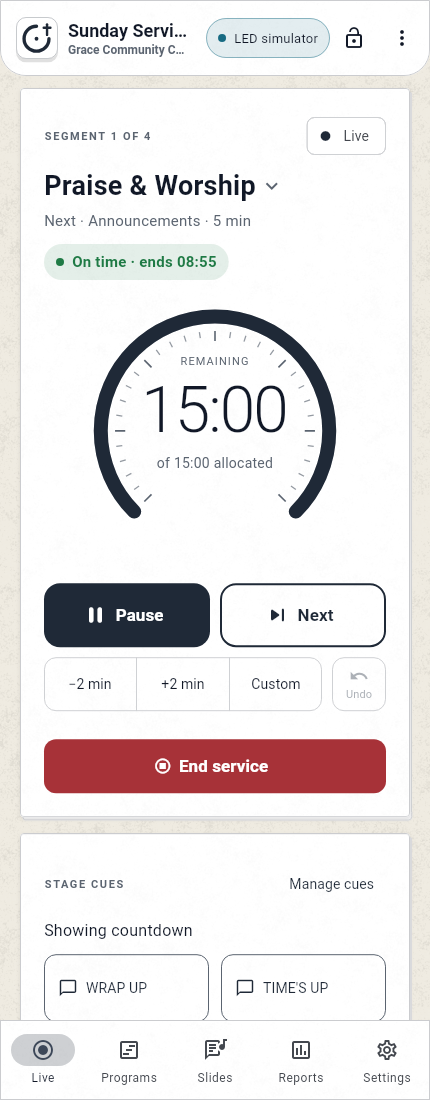 Sunday Servi...
Grace Community C...
LED simulator
SEGMENT 1 OF 4
Live
Praise & Worship
Next · Announcements · 5 min
On time · ends 08:55
REMAINING
15:00
of 15:00 allocated
Pause
Next
−2 min
+2 min
Custom
Undo
End service
STAGE CUES
Manage cues
Showing countdown
WRAP UP
TIME'S UP
Live
Programs
Slides
Reports
Settings